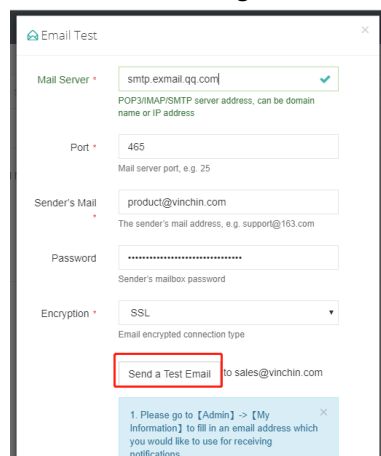 Email Test
×
Mail Server *
smtp.exmail.qq.com
POP3/IMAP/SMTP server address, can be domain
name or IP address
Port *
465
Mail server port, e.g. 25
Sender's Mail
*
product@vinchin.com
The sender's mail address, e.g. support@163.com
Password
································
Sender's mailbox password
Encryption *
SSL
Email encrypted connection type
Send a Test Email to sales@vinchin.com
×
1. Please go to【Admin】->【My
Information】to fill in an email address which
you would like to use for receiving
notifications